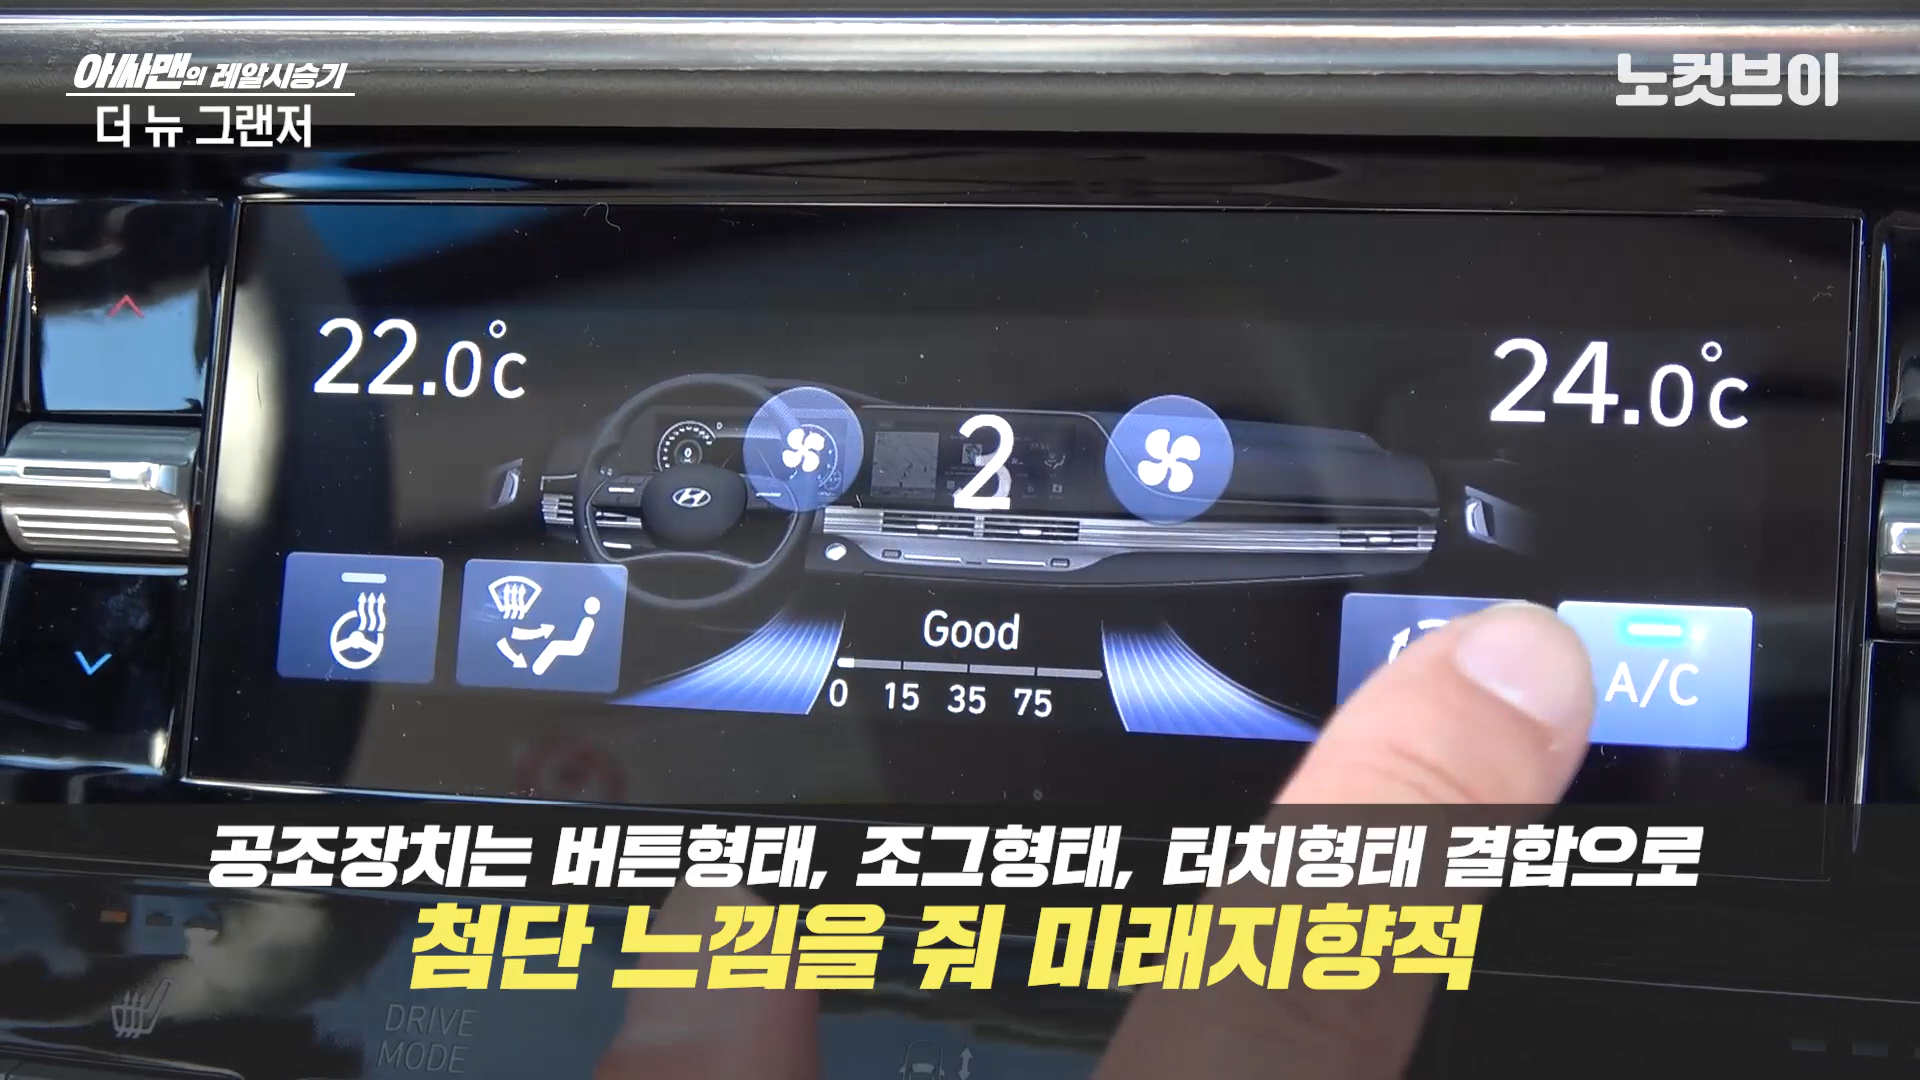 아싸맨의 레알시승기
더 뉴 그랜저
노컷브이
22.0°C
24.0°C
2
Good
0 15 35 75
A/C
공조장치는 버튼형태, 조그형태, 터치형태 결합으로
첨단 느낌을 줘 미래지향적
DRIVE
MODE